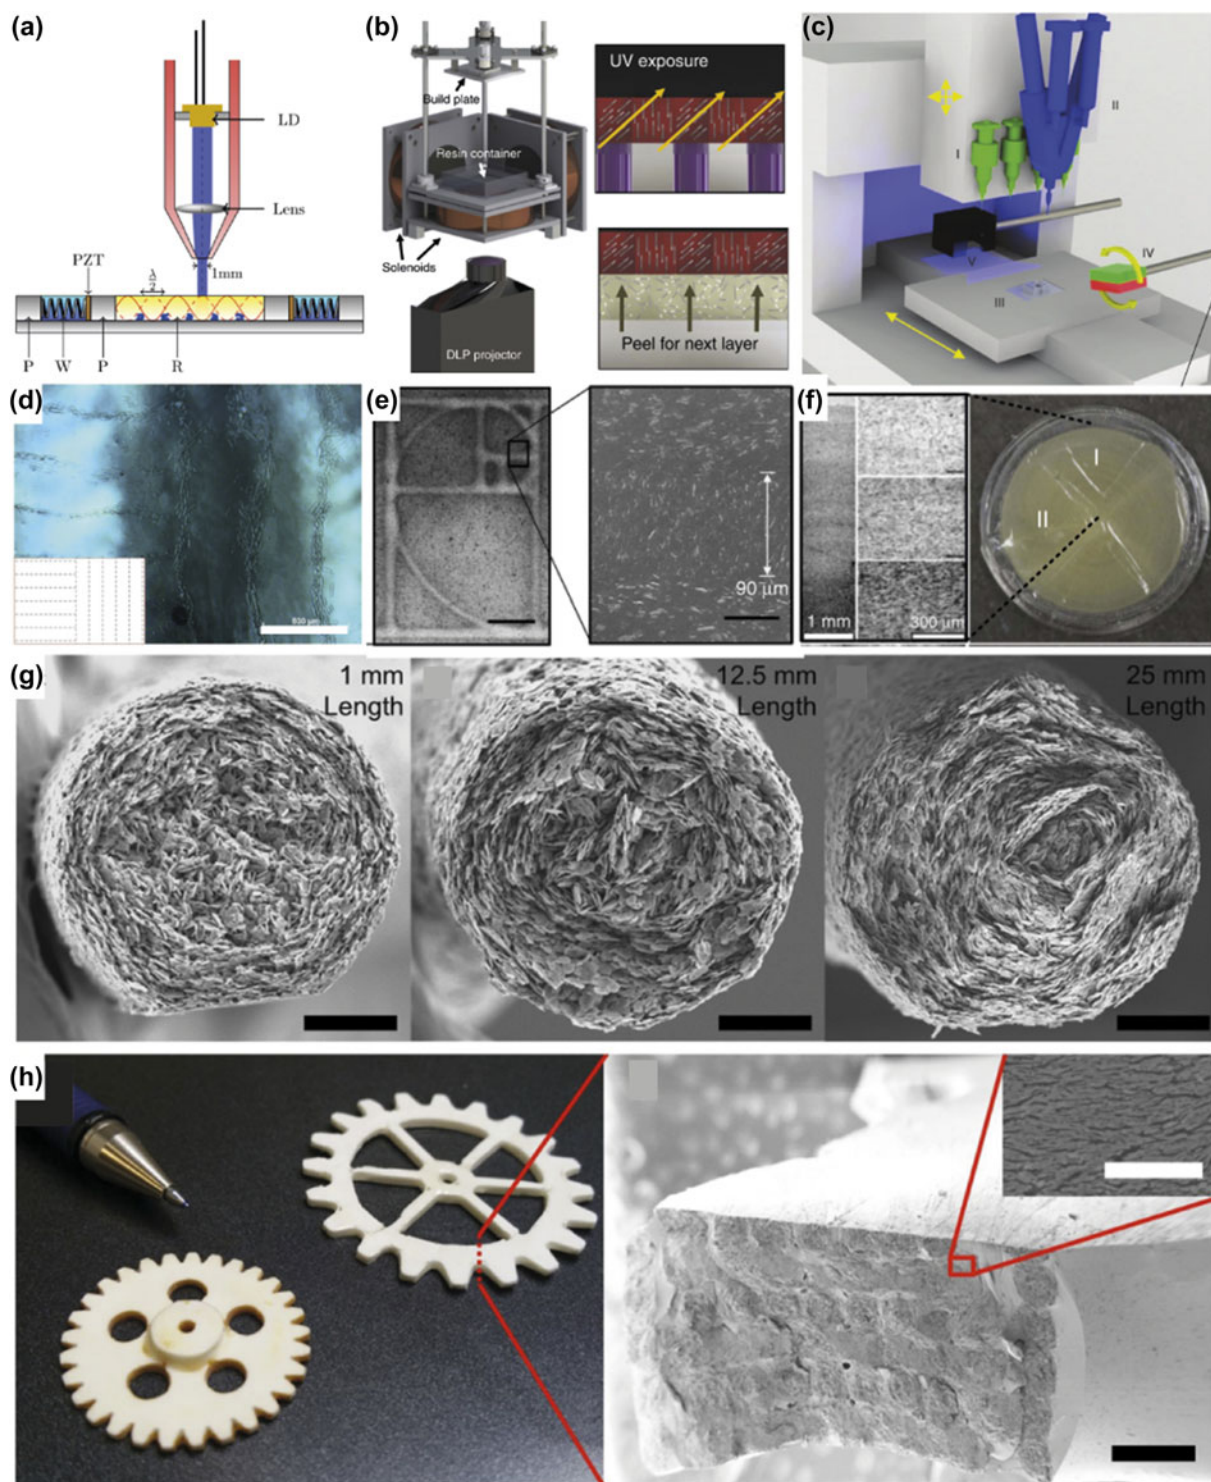 (a)
LD
Lens
PZT
λ/2
1mm
P
W
P
R
(b)
Build plate
Resin container
Solenoids
DLP projector
UV exposure
Peel for next layer
(c)
I
II
III
IV
V
(d)
500 μm
(e)
90 μm
(f)
1 mm
300 μm
I
II
(g)
1 mm
Length
12.5 mm
Length
25 mm
Length
(h)